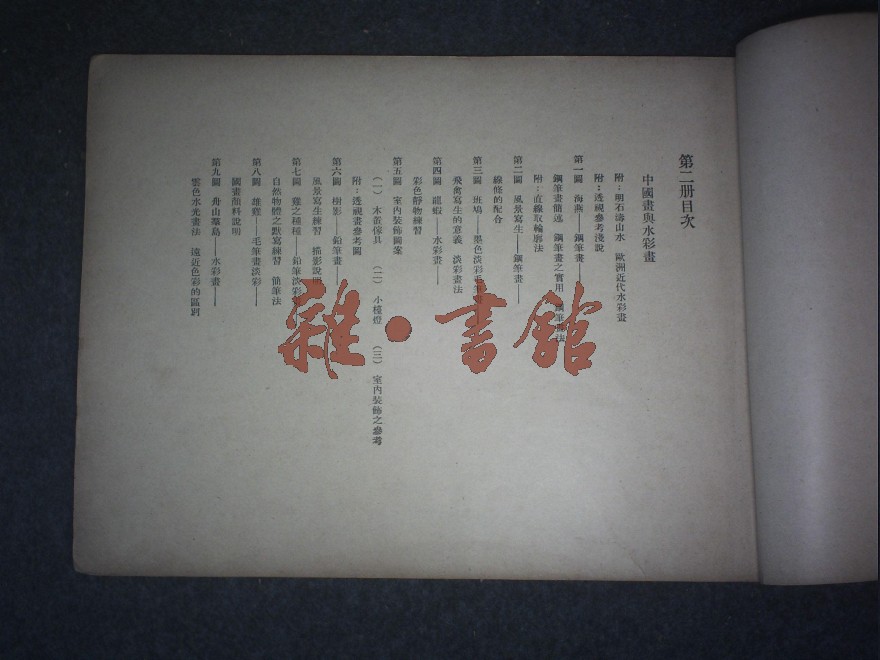 第二册目次
中國畫與水彩畫
附：明石濤山水　歐洲近代水彩畫
附：透視參考淺說
第一圖　海燕——鋼筆畫——
鋼筆畫簡述　鋼筆畫之實用　鋼筆畫法
附：直線取輪廓法
第二圖　風景寫生——鋼筆畫——
線條的配合
第三圖　斑鳩——墨色淡彩毛筆
飛禽寫生的意義　淡彩畫法
第四圖　龍蝦——水彩畫——
彩色靜物練習
第五圖　室內裝飾圖案
（一）　木器傢具　（二）　小檯燈　（三）　室內裝飾之參考
附：透視畫參考圖
第六圖　樹影——鉛筆畫——
風景寫生練習　描影說明
第七圖　雞之種種——鉛筆淡彩
自然物體之默寫練習　鉛筆法
第八圖　雄雞——毛筆畫淡彩——
國畫顏料說明
第九圖　舟山羣島——水彩畫——
雲色水光畫法　遠近色彩的區別
雜·書館